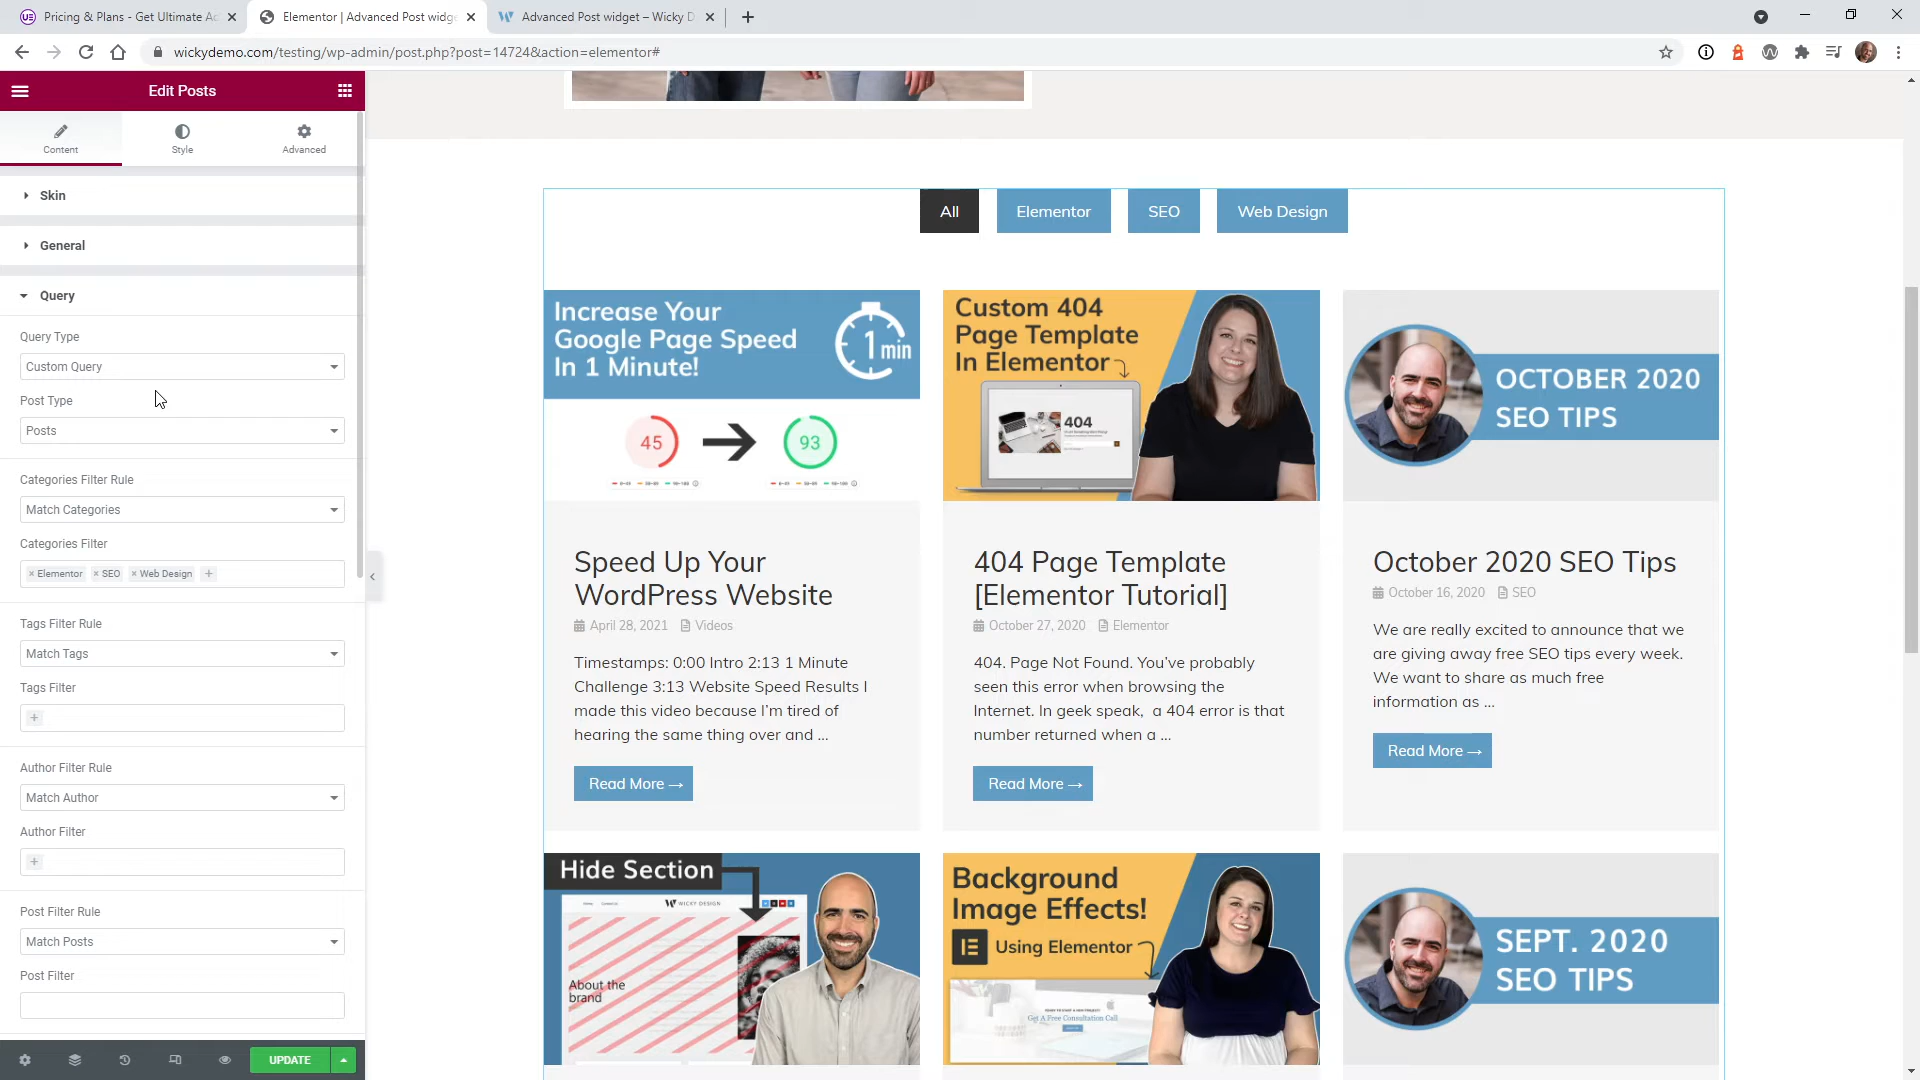 Pricing & Plans - Get Ultimate Ad
Elementor | Advanced Post widge
Advanced Post widget – Wicky D
wickydemo.com/testing/wp-admin/post.php?post=14724&action=elementor#
Edit Posts
Content
Style
Advanced
Skin
General
Query
Query Type
Custom Query
Post Type
Posts
Categories Filter Rule
Match Categories
Categories Filter
× Elementor × SEO × Web Design +
Tags Filter Rule
Match Tags
Tags Filter
+
Author Filter Rule
Match Author
Author Filter
+
Post Filter Rule
Match Posts
Post Filter
UPDATE
All
Elementor
SEO
Web Design
Increase Your
Google Page Speed
In 1 Minute!
1 min
45
93
Speed Up Your
WordPress Website
April 28, 2021 Videos
Timestamps: 0:00 Intro 2:13 1 Minute
Challenge 3:13 Website Speed Results I
made this video because I'm tired of
hearing the same thing over and ...
Read More →
Custom 404
Page Template
In Elementor
404
404 Page Template
[Elementor Tutorial]
October 27, 2020 Elementor
404. Page Not Found. You've probably
seen this error when browsing the
Internet. In geek speak, a 404 error is that
number returned when a ...
Read More →
OCTOBER 2020
SEO TIPS
October 2020 SEO Tips
October 16, 2020 SEO
We are really excited to announce that we
are giving away free SEO tips every week.
We want to share as much free
information as ...
Read More →
Hide Section
WICKY DESIGN
About the
brand
Background
Image Effects!
Using Elementor
Get A Free Consultation Call
SEPT. 2020
SEO TIPS